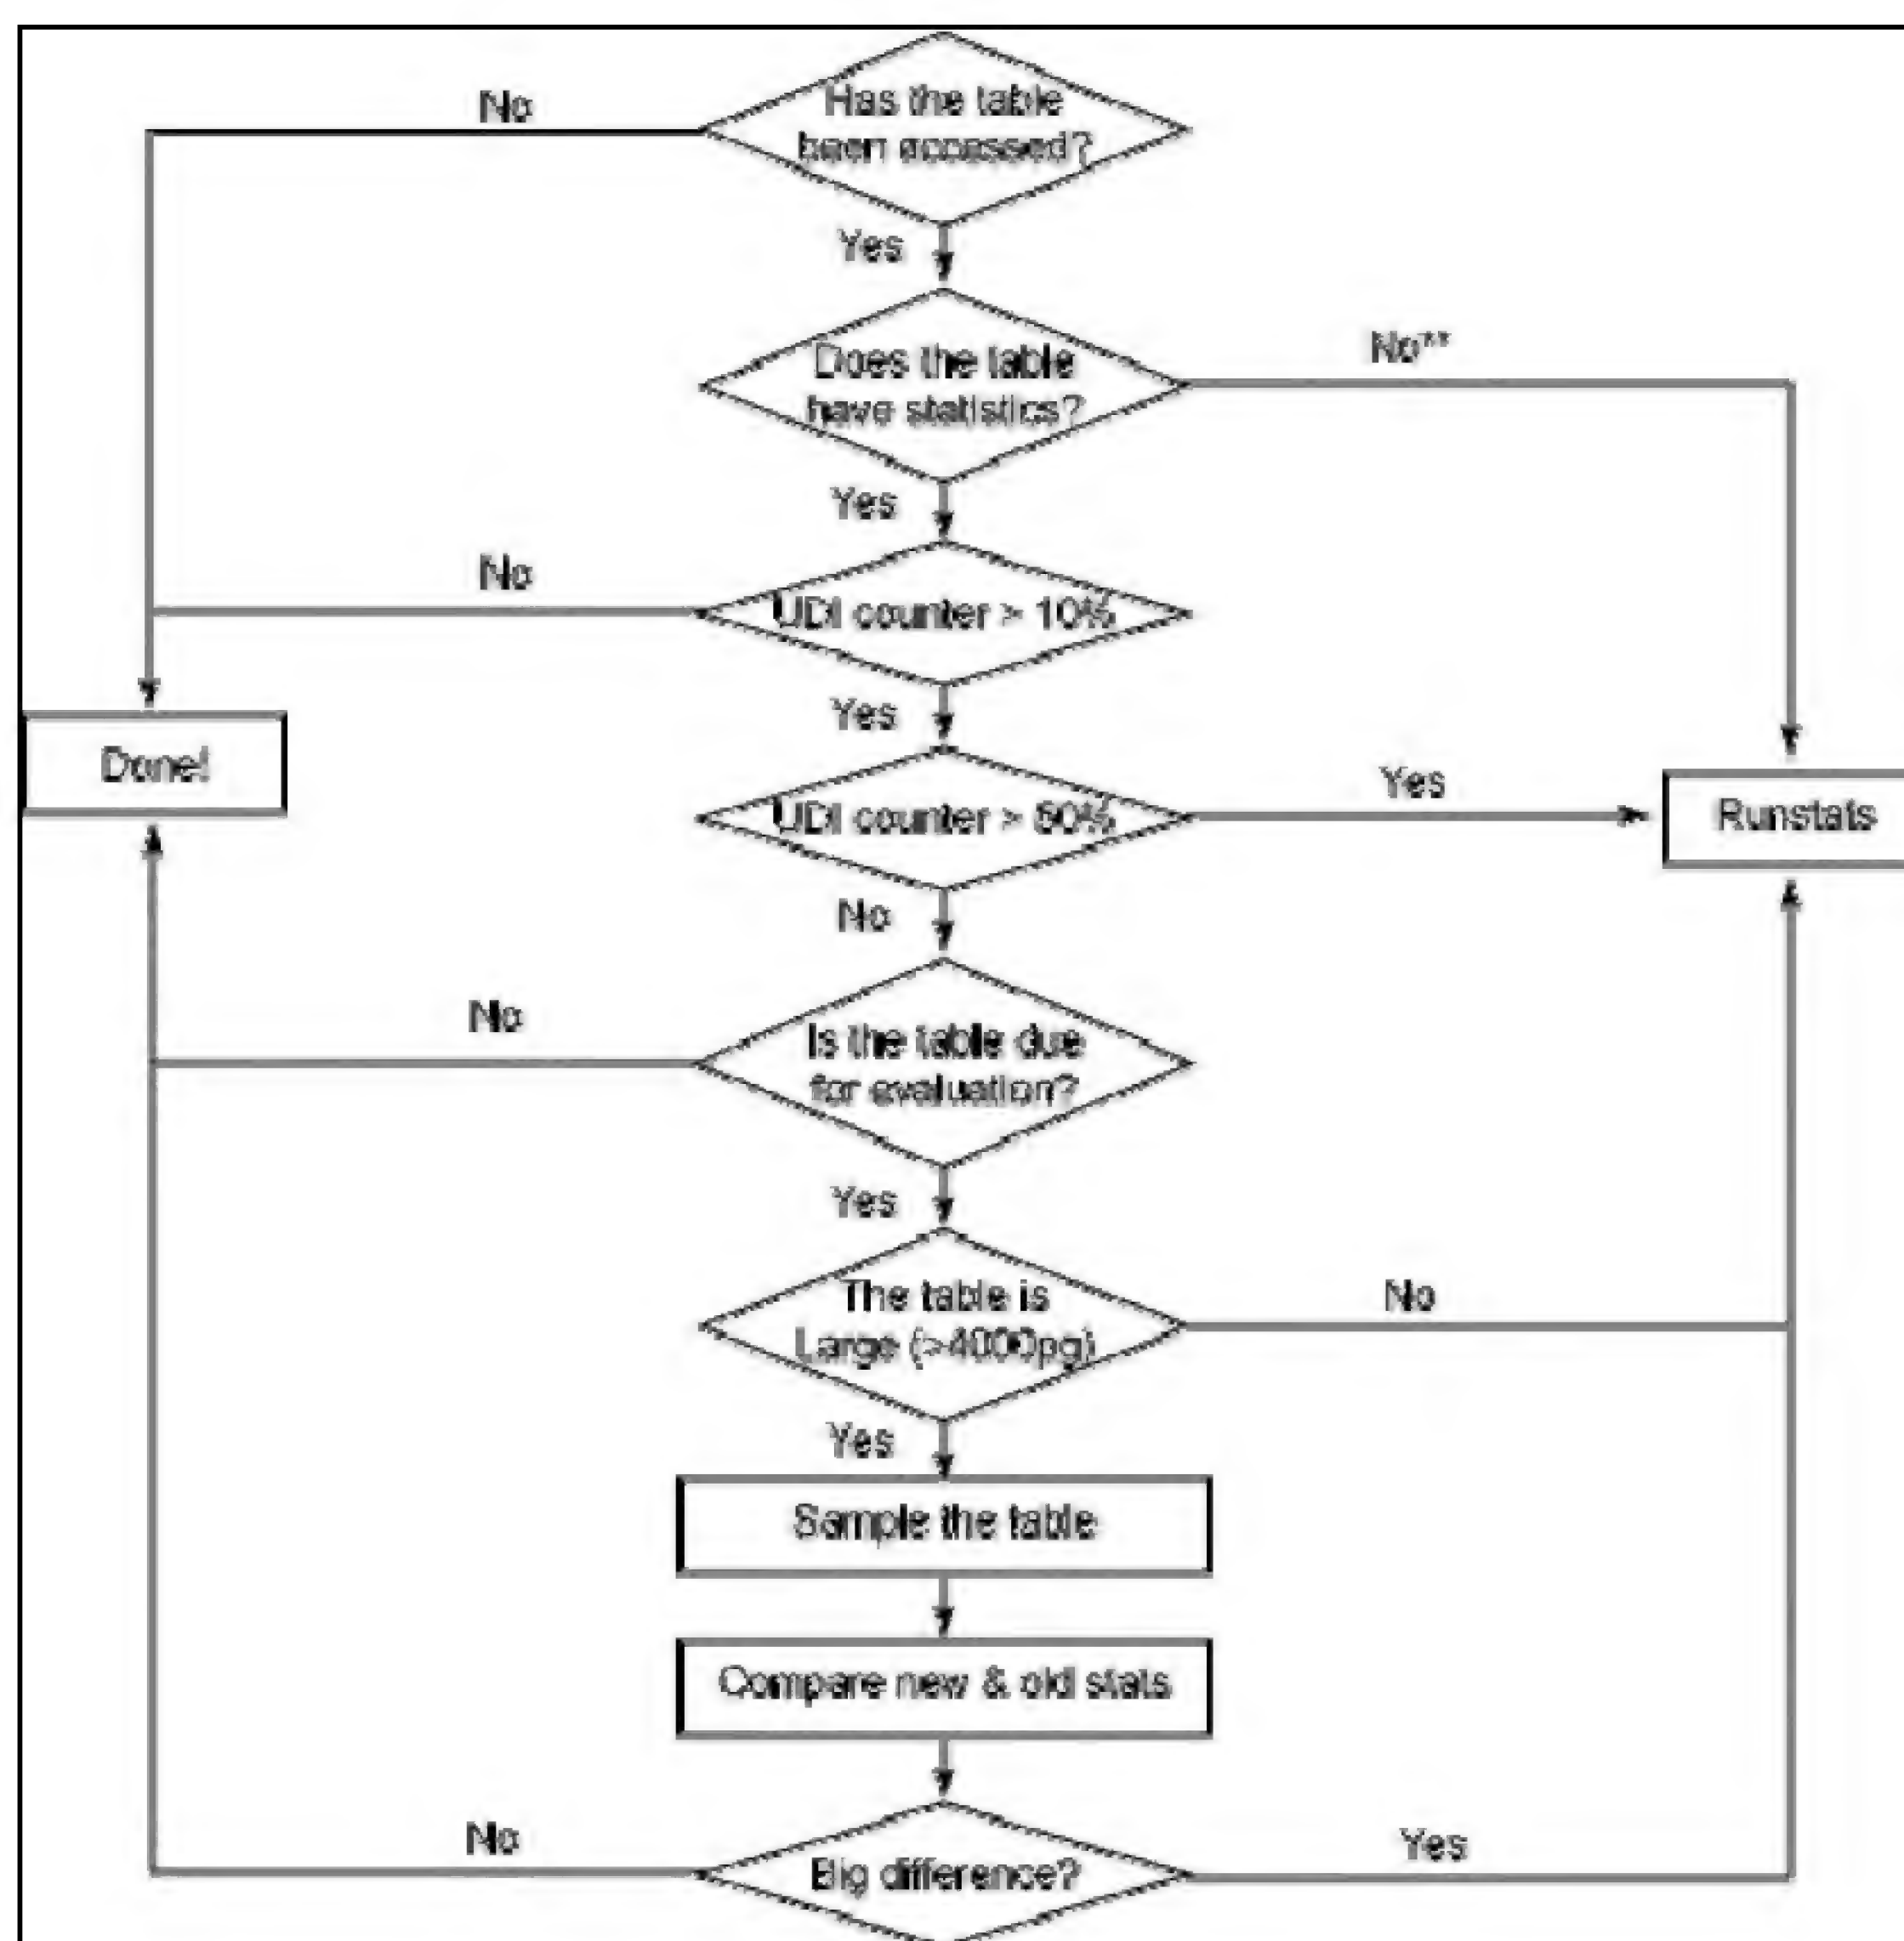 Has the table
been accessed?
No
Yes
Does the table
have statistics?
No**
Yes
UDI counter > 10%
No
Yes
Done!
UDI counter > 50%
Yes
Runstats
No
Is the table due
for evaluation?
No
Yes
The table is
Large (>4000pg)
No
Yes
Sample the table
Compare new & old stats
Big difference?
No
Yes